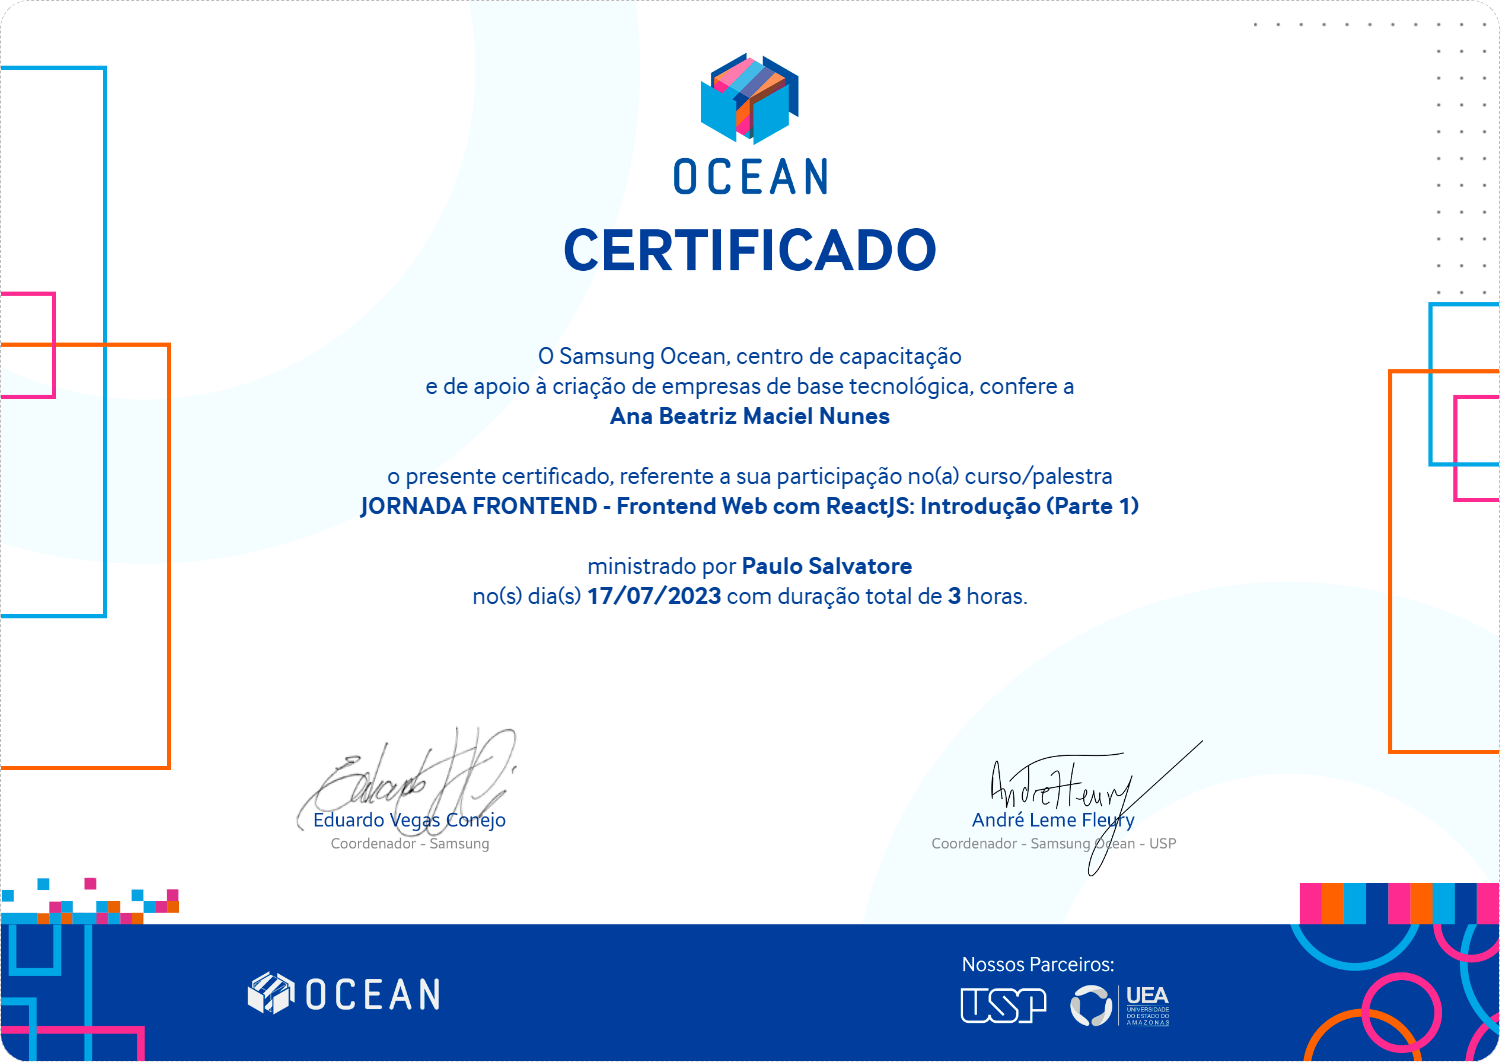 OCEAN
CERTIFICADO
O Samsung Ocean, centro de capacitação
e de apoio à criação de empresas de base tecnológica, confere a
Ana Beatriz Maciel Nunes
o presente certificado, referente a sua participação no(a) curso/palestra
JORNADA FRONTEND - Frontend Web com ReactJS: Introdução (Parte 1)
ministrado por Paulo Salvatore
no(s) dia(s) 17/07/2023 com duração total de 3 horas.
Eduardo Vegas Conejo
Coordenador - Samsung
André Leme Fleury
Coordenador - Samsung Ocean - USP
OCEAN
Nossos Parceiros:
USP
UEA
UNIVERSIDADE
DO ESTADO DO
AMAZONAS